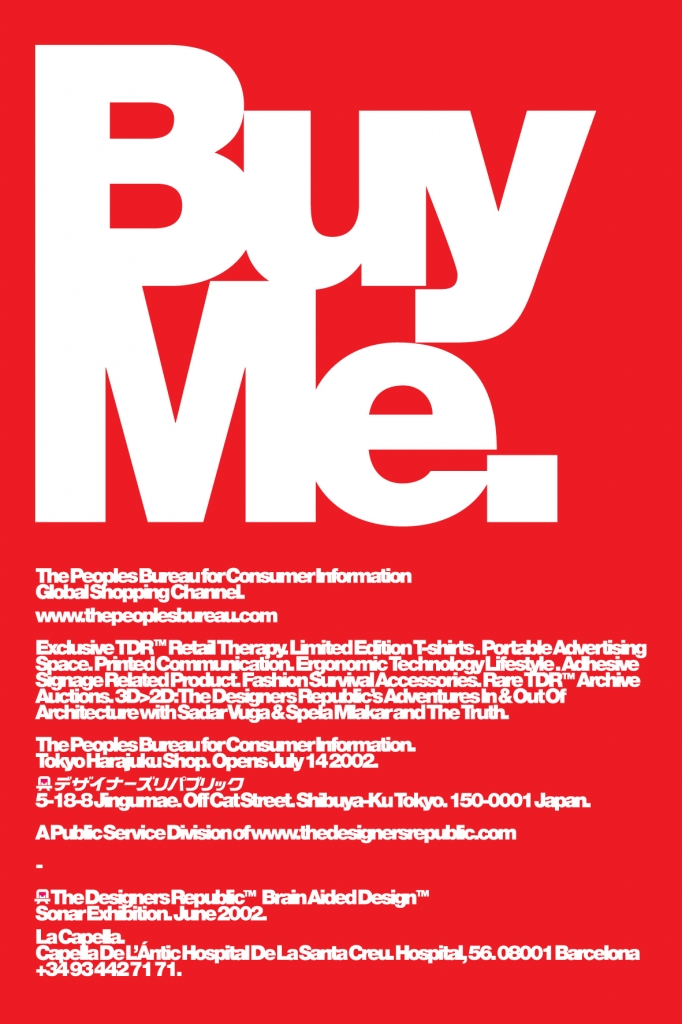 Buy
Me.
The Peoples Bureau for Consumer Information
Global Shopping Channel.
www.thepeoplesbureau.com
Exclusive TDR™ Retail Therapy. Limited Edition T-shirts . Portable Advertising
Space. Printed Communication. Ergonomic Technology Lifestyle . Adhesive
Signage Related Product. Fashion Survival Accessories. Rare TDR™ Archive
Auctions. 3D>2D: The Designers Republic's Adventures In & Out Of
Architecture with Sadar Vuga & Spela Mlakar and The Truth.
The Peoples Bureau for Consumer Information.
Tokyo Harajuku Shop. Opens July 14 2002.
デザイナーズリパブリック
5-18-8 Jingumae. Off Cat Street. Shibuya-Ku Tokyo. 150-0001 Japan.
A Public Service Division of www.thedesignersrepublic.com
-
The Designers Republic™ Brain Aided Design™
Sonar Exhibition. June 2002.
La Capella.
Capella De L'Ántic Hospital De La Santa Creu. Hospital, 56. 08001 Barcelona
+34 93 442 71 71.